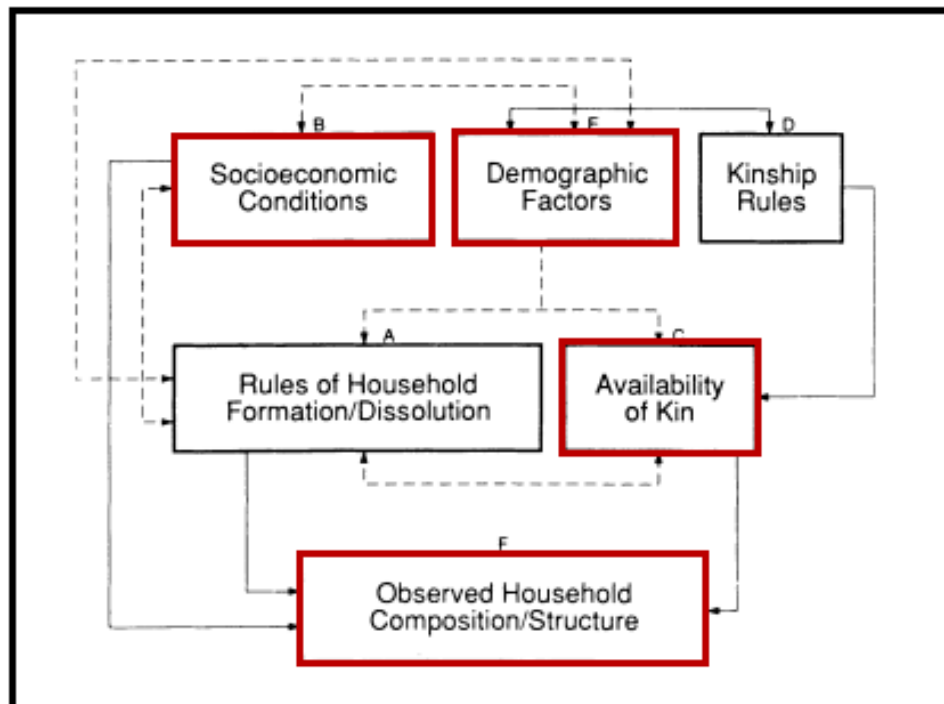 B
E
D
Socioeconomic
Conditions
Demographic
Factors
Kinship
Rules
A
C
Rules of Household
Formation/Dissolution
Availability
of Kin
F
Observed Household
Composition/Structure